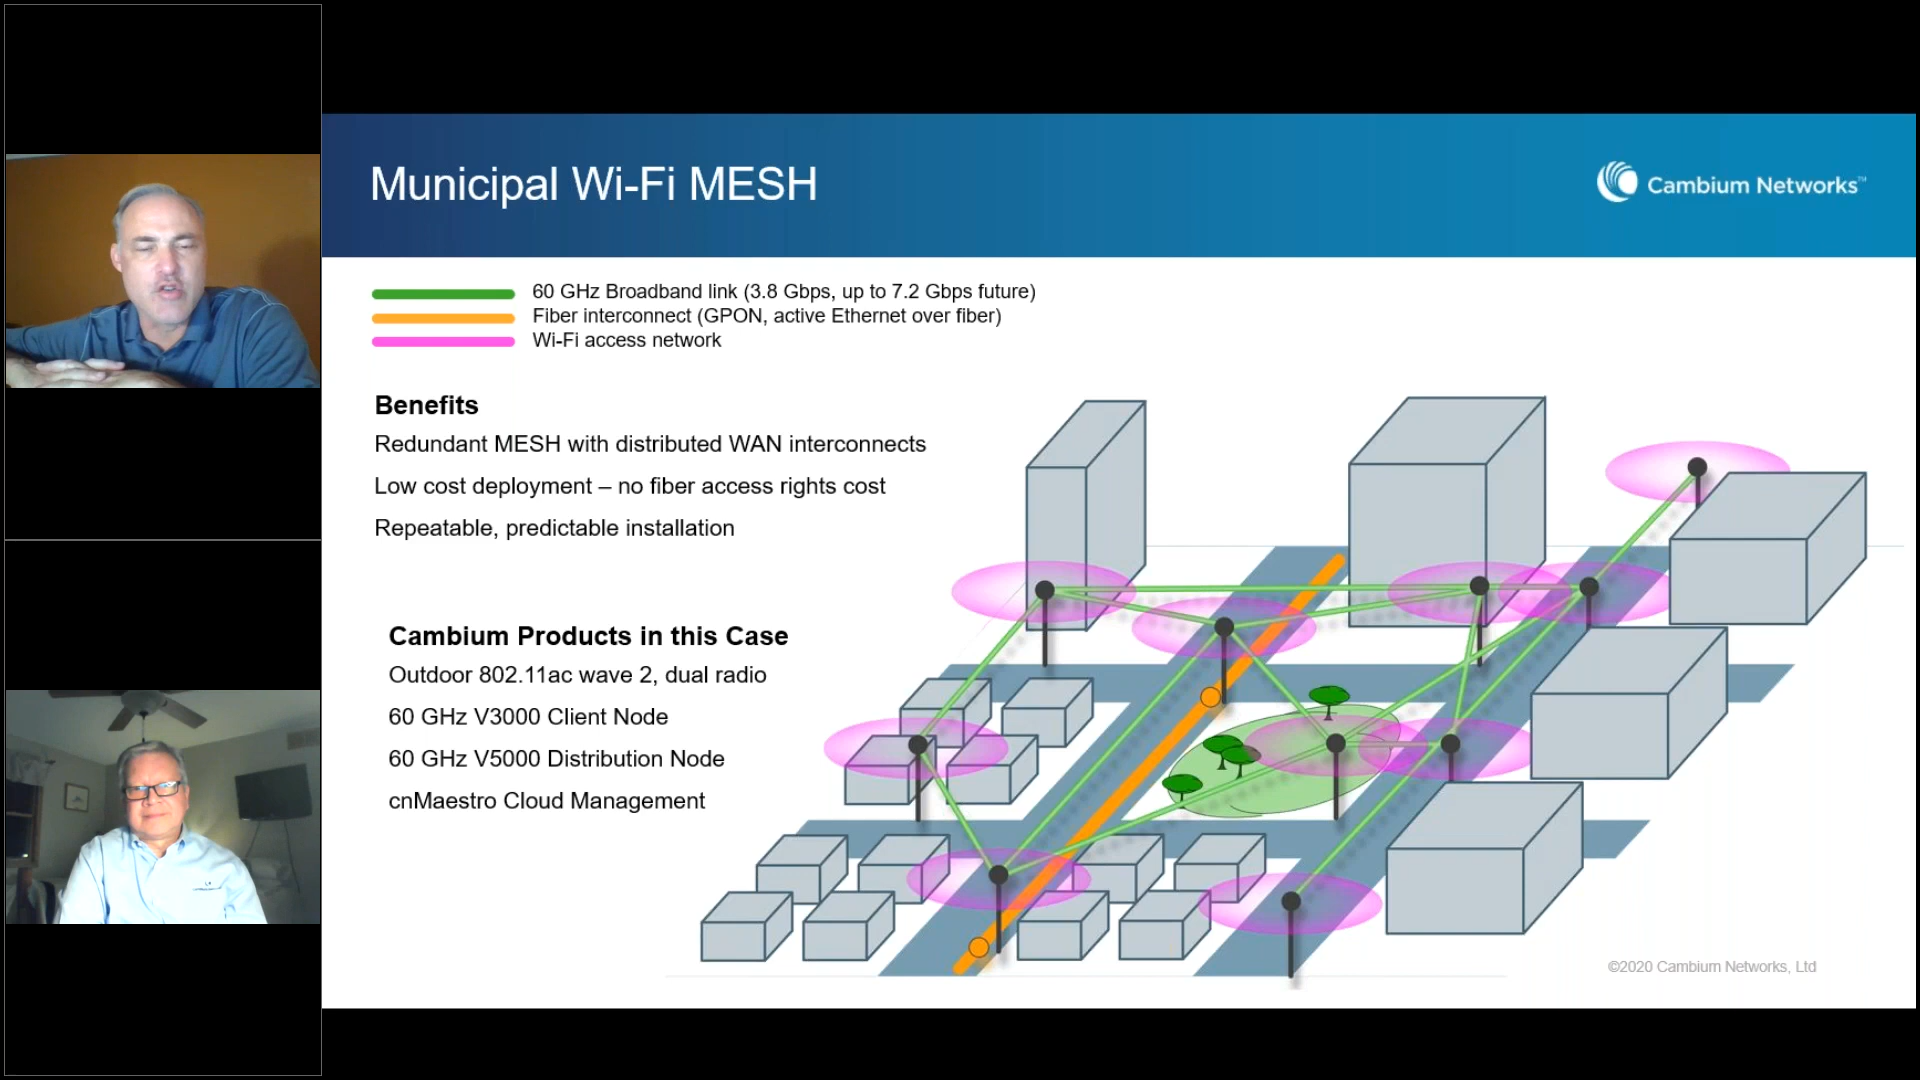 Municipal Wi-Fi MESH
Cambium Networks™
60 GHz Broadband link (3.8 Gbps, up to 7.2 Gbps future)
Fiber interconnect (GPON, active Ethernet over fiber)
Wi-Fi access network
Benefits
Redundant MESH with distributed WAN interconnects
Low cost deployment – no fiber access rights cost
Repeatable, predictable installation
Cambium Products in this Case
Outdoor 802.11ac wave 2, dual radio
60 GHz V3000 Client Node
60 GHz V5000 Distribution Node
cnMaestro Cloud Management
©2020 Cambium Networks, Ltd